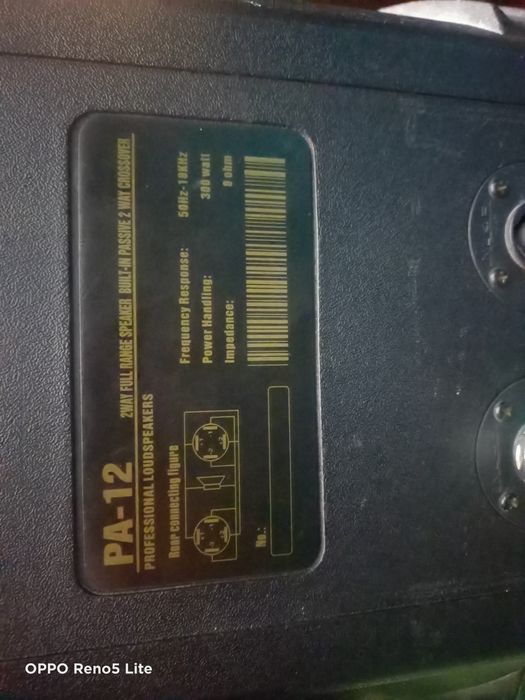 PA-12
2WAY FULL RANGE SPEAKER BUILT-IN PASSIVE 2 WAY CROSSOVER
PROFESSIONAL LOUDSPEAKERS
Rear connecting figure
Frequency Response: 50Hz-18KHz
Power Handling: 300 watt
Impedance: 8 ohm
No.:
OPPO Reno5 Lite